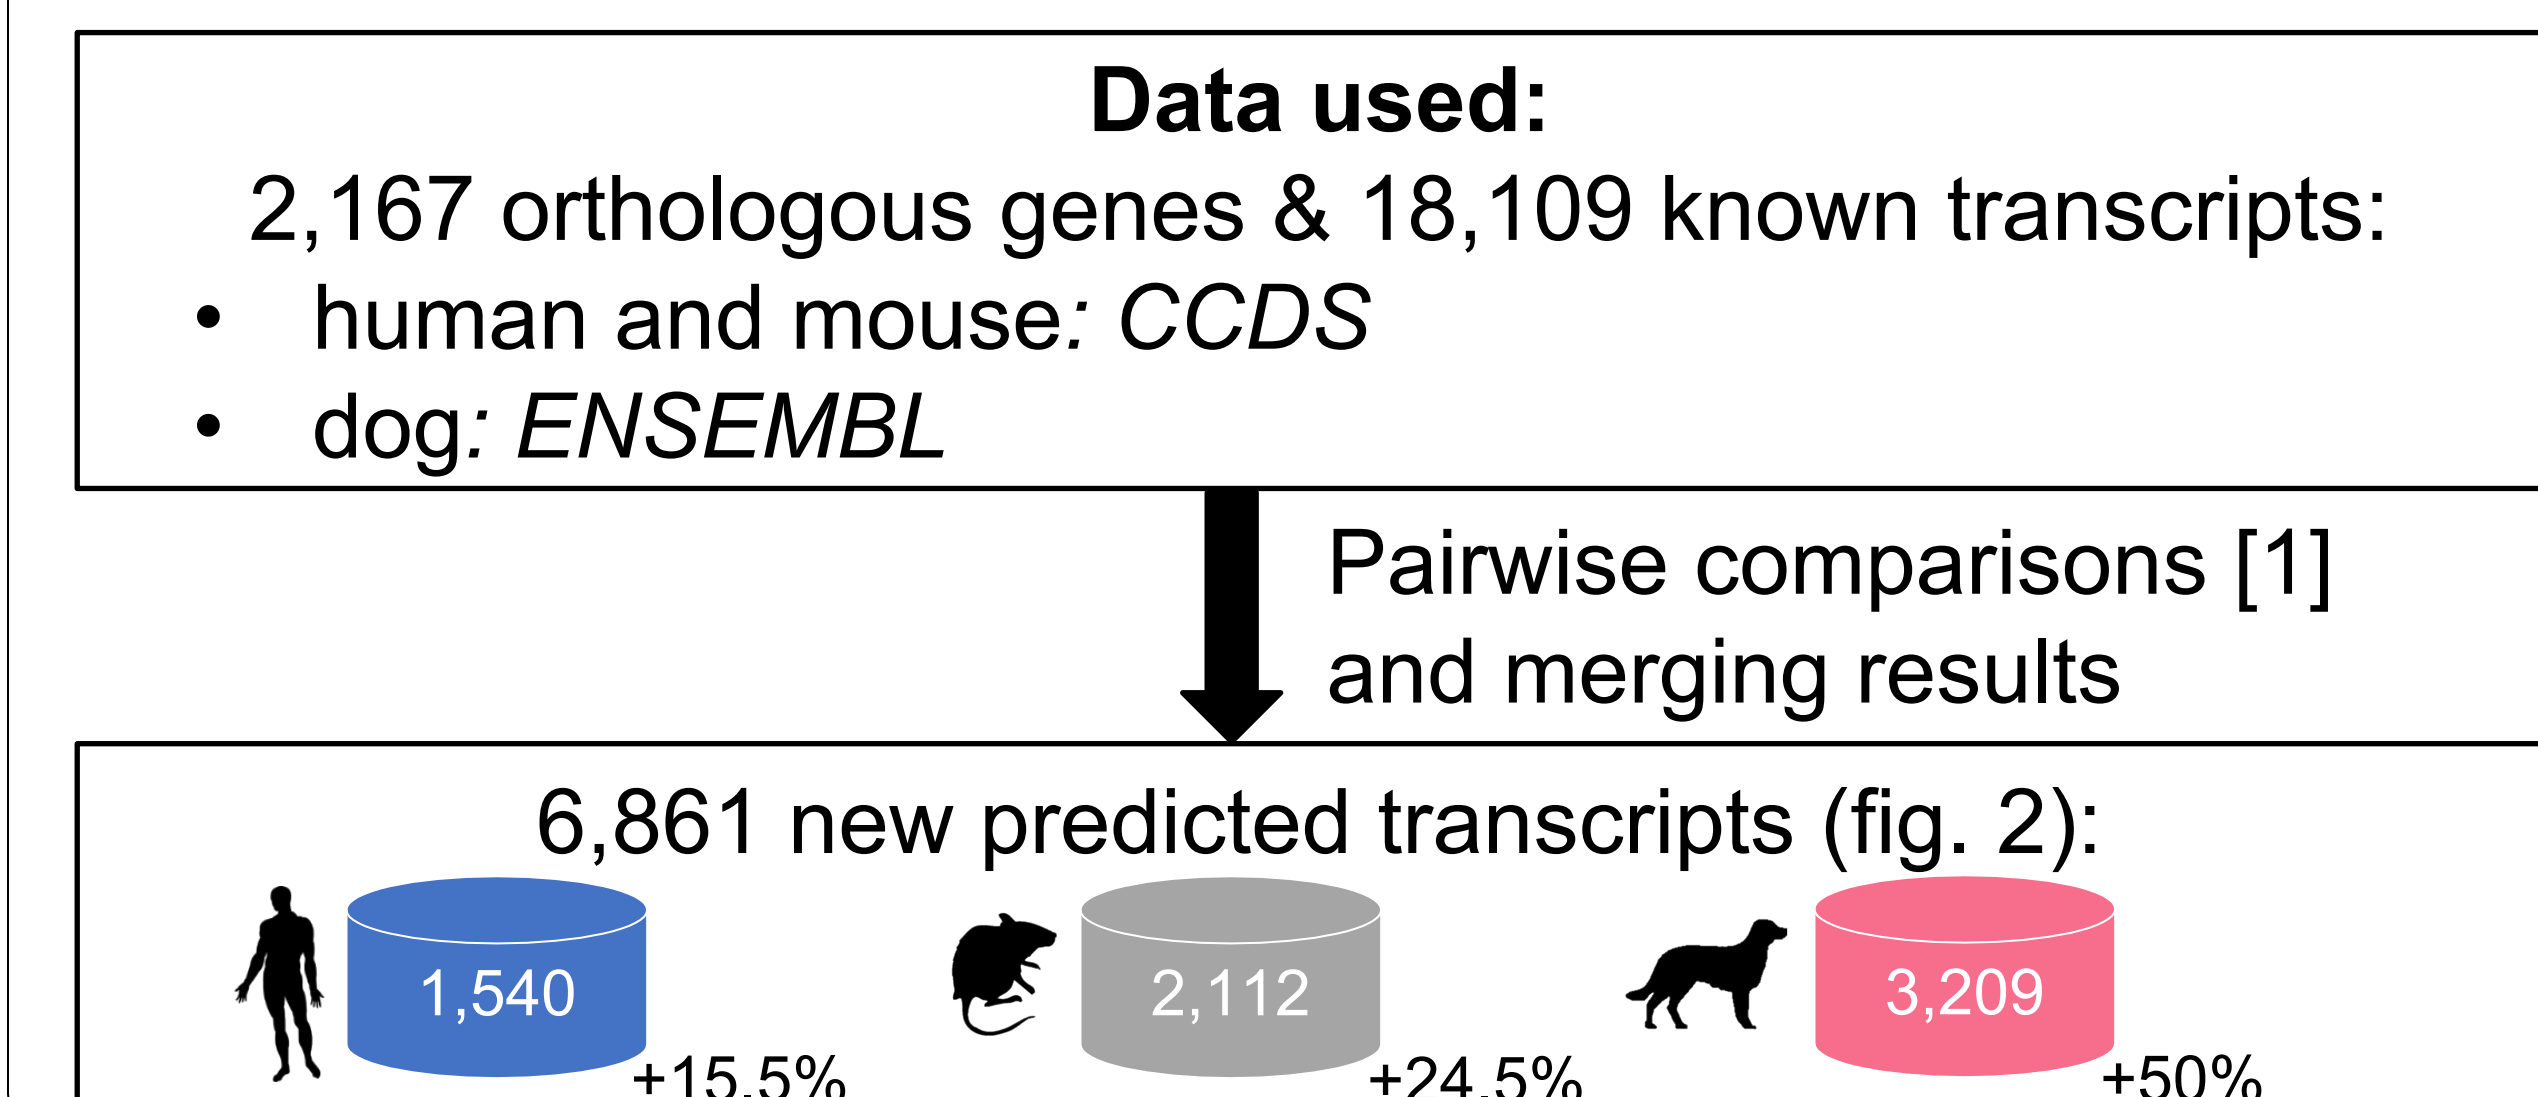 Data used:
2,167 orthologous genes & 18,109 known transcripts:
• human and mouse: CCDS
• dog: ENSEMBL
Pairwise comparisons [1]
and merging results
6,861 new predicted transcripts (fig. 2):
1,540
2,112
3,209
+15.5%
+24.5%
+50%